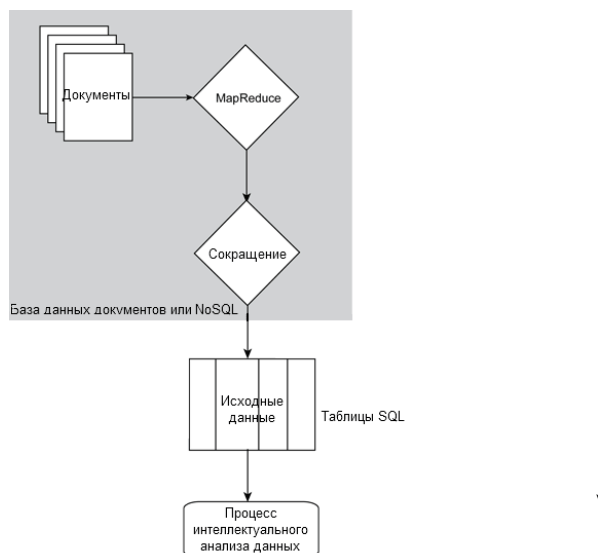 Документы
MapReduce
Сокращение
База данных документов или NoSQL
Исходные
данные
Таблицы SQL
Процесс
интеллектуального
анализа данных